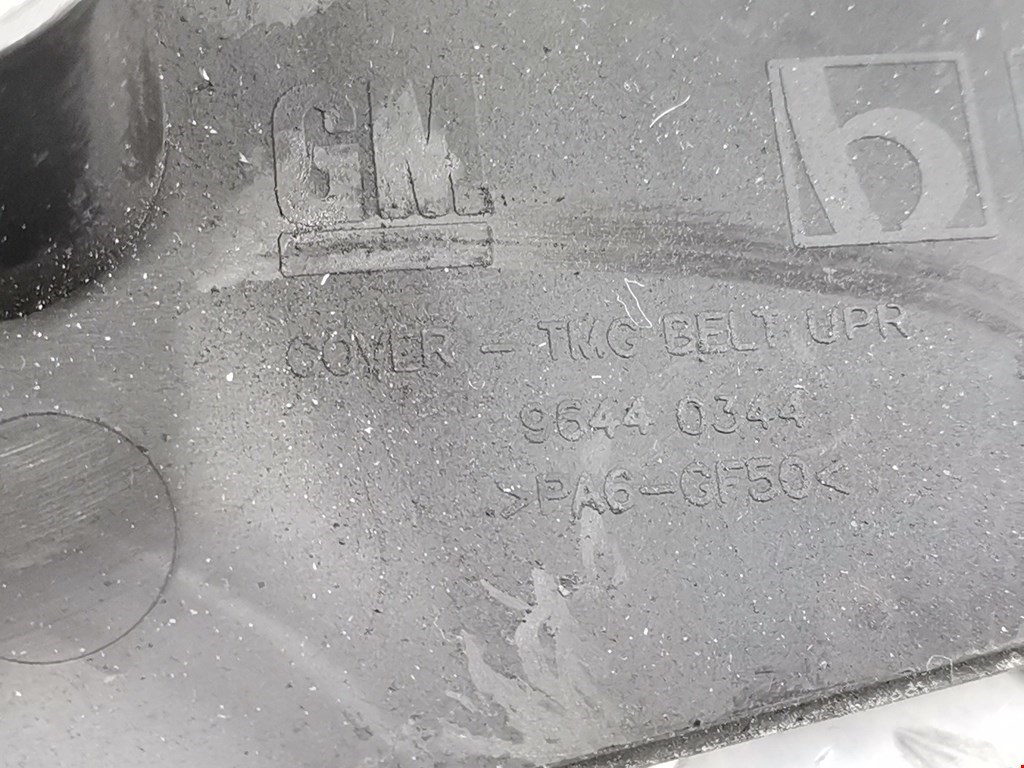 GM
COVER - TMG BELT UPR
9644 0344
>PA6-GF50<